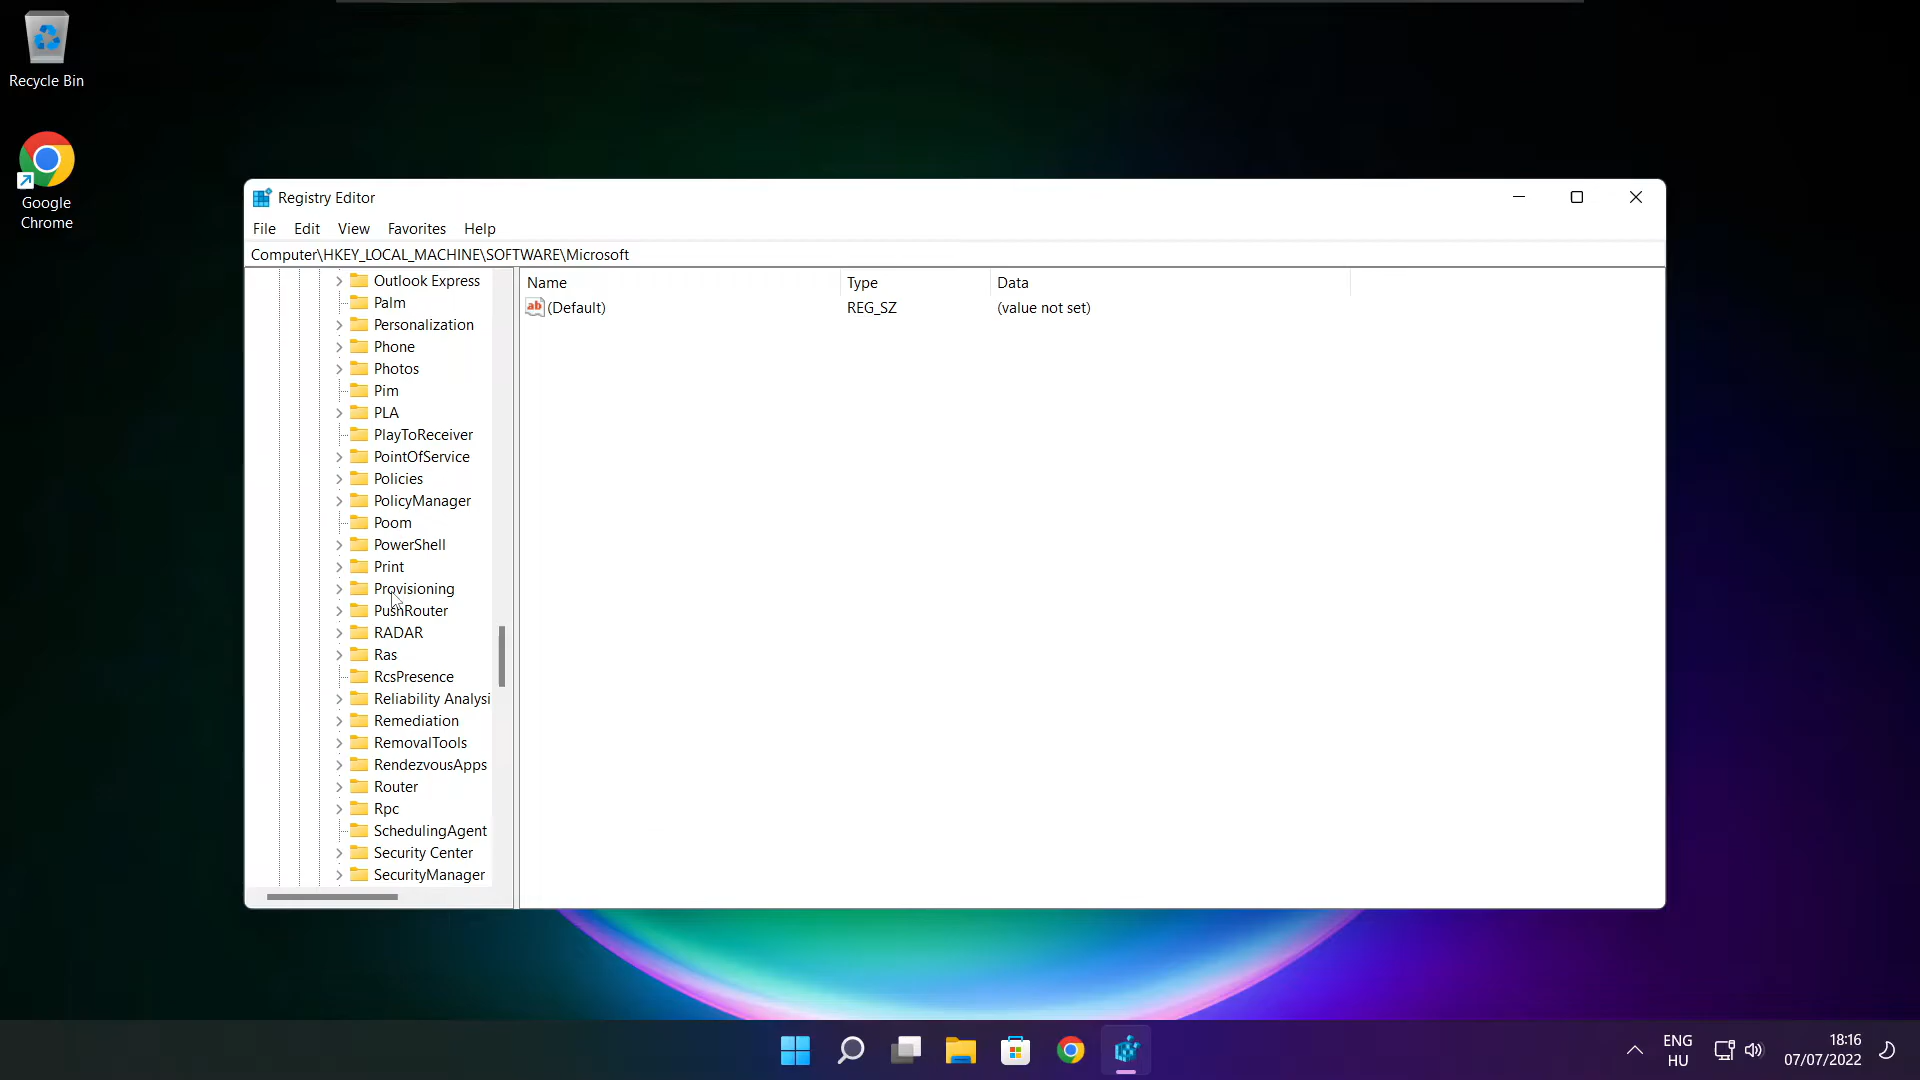 Recycle Bin
Google
Chrome
Registry Editor
File Edit View Favorites Help
Computer\HKEY_LOCAL_MACHINE\SOFTWARE\Microsoft
Outlook Express
Palm
Personalization
Phone
Photos
Pim
PLA
PlayToReceiver
PointOfService
Policies
PolicyManager
Poom
PowerShell
Print
Provisioning
PushRouter
RADAR
Ras
RcsPresence
Reliability Analysi
Remediation
RemovalTools
RendezvousApps
Router
Rpc
SchedulingAgent
Security Center
SecurityManager
Name Type Data
ab (Default) REG_SZ (value not set)
ENG
HU
18:16
07/07/2022